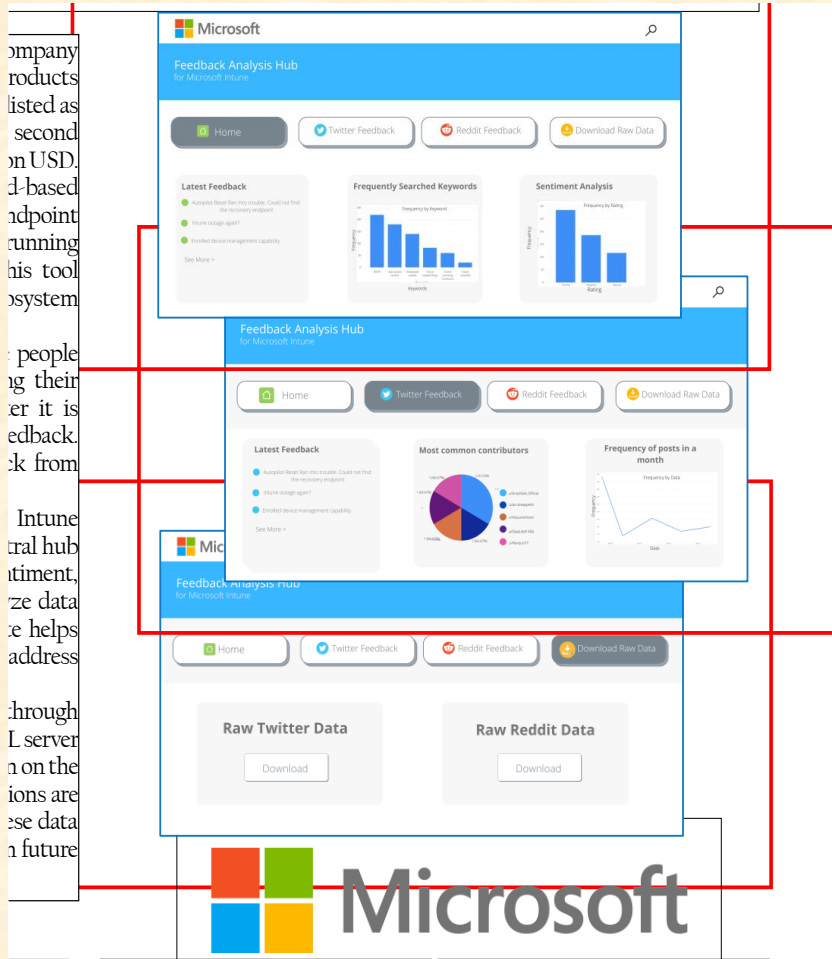 ompany
roducts
listed as
second
on USD.
d-based
ndpoint
running
his tool
osystem
people
ng their
ter it is
edback.
ck from
Intune
tral hub
timent,
yze data
te helps
address
through
L server
n on the
ions are
ese data
n future
Microsoft
Feedback Analysis Hub
for Microsoft Intune
Home
Twitter Feedback
Reddit Feedback
Download Raw Data
Latest Feedback
Autopilot Reset Ran into trouble. Could not find
the recovery endpoint
Intune outage again?
Enrolled device management capability
See More >
Frequently Searched Keywords
Frequency by Keyword
Frequency
Keywords
Sentiment Analysis
Frequency by Rating
Frequency
Rating
Feedback Analysis Hub
for Microsoft Intune
Home
Twitter Feedback
Reddit Feedback
Download Raw Data
Latest Feedback
Autopilot Reset Ran into trouble. Could not find
the recovery endpoint
Intune outage again?
Enrolled device management capability
See More >
Most common contributors
Frequency of posts in a
month
Frequency by Data
Frequency
Date
Mic
Feedback Analysis Hub
for Microsoft Intune
Home
Twitter Feedback
Reddit Feedback
Download Raw Data
Raw Twitter Data
Download
Raw Reddit Data
Download
Microsoft